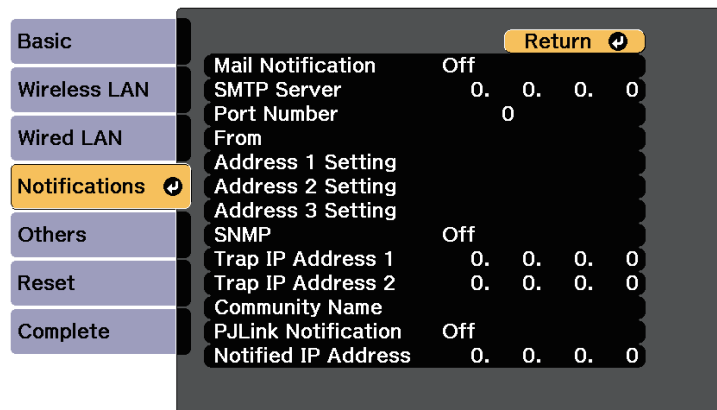 Basic
Wireless LAN
Wired LAN
Notifications
Others
Reset
Complete
Return
Mail Notification Off
SMTP Server 0. 0. 0. 0
Port Number 0
From
Address 1 Setting
Address 2 Setting
Address 3 Setting
SNMP Off
Trap IP Address 1 0. 0. 0. 0
Trap IP Address 2 0. 0. 0. 0
Community Name
PJLink Notification Off
Notified IP Address 0. 0. 0. 0